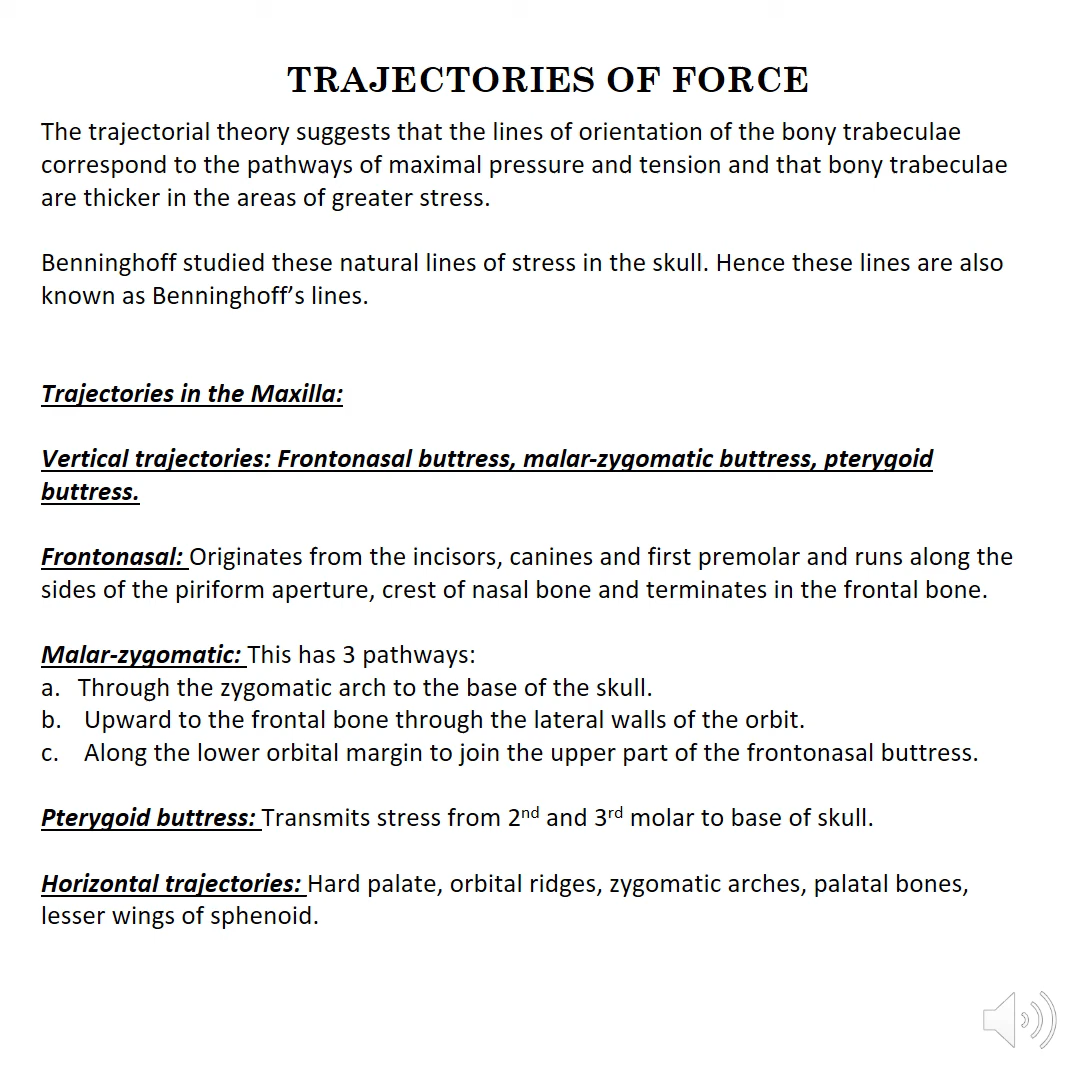 TRAJECTORIES OF FORCE
The trajectorial theory suggests that the lines of orientation of the bony trabeculae
correspond to the pathways of maximal pressure and tension and that bony trabeculae
are thicker in the areas of greater stress.
Benninghoff studied these natural lines of stress in the skull. Hence these lines are also
known as Benninghoff’s lines.
Trajectories in the Maxilla:
Vertical trajectories: Frontonasal buttress, malar-zygomatic buttress, pterygoid
buttress.
Frontonasal: Originates from the incisors, canines and first premolar and runs along the
sides of the piriform aperture, crest of nasal bone and terminates in the frontal bone.
Malar-zygomatic: This has 3 pathways:
a. Through the zygomatic arch to the base of the skull.
b. Upward to the frontal bone through the lateral walls of the orbit.
c. Along the lower orbital margin to join the upper part of the frontonasal buttress.
Pterygoid buttress: Transmits stress from 2nd and 3rd molar to base of skull.
Horizontal trajectories: Hard palate, orbital ridges, zygomatic arches, palatal bones,
lesser wings of sphenoid.